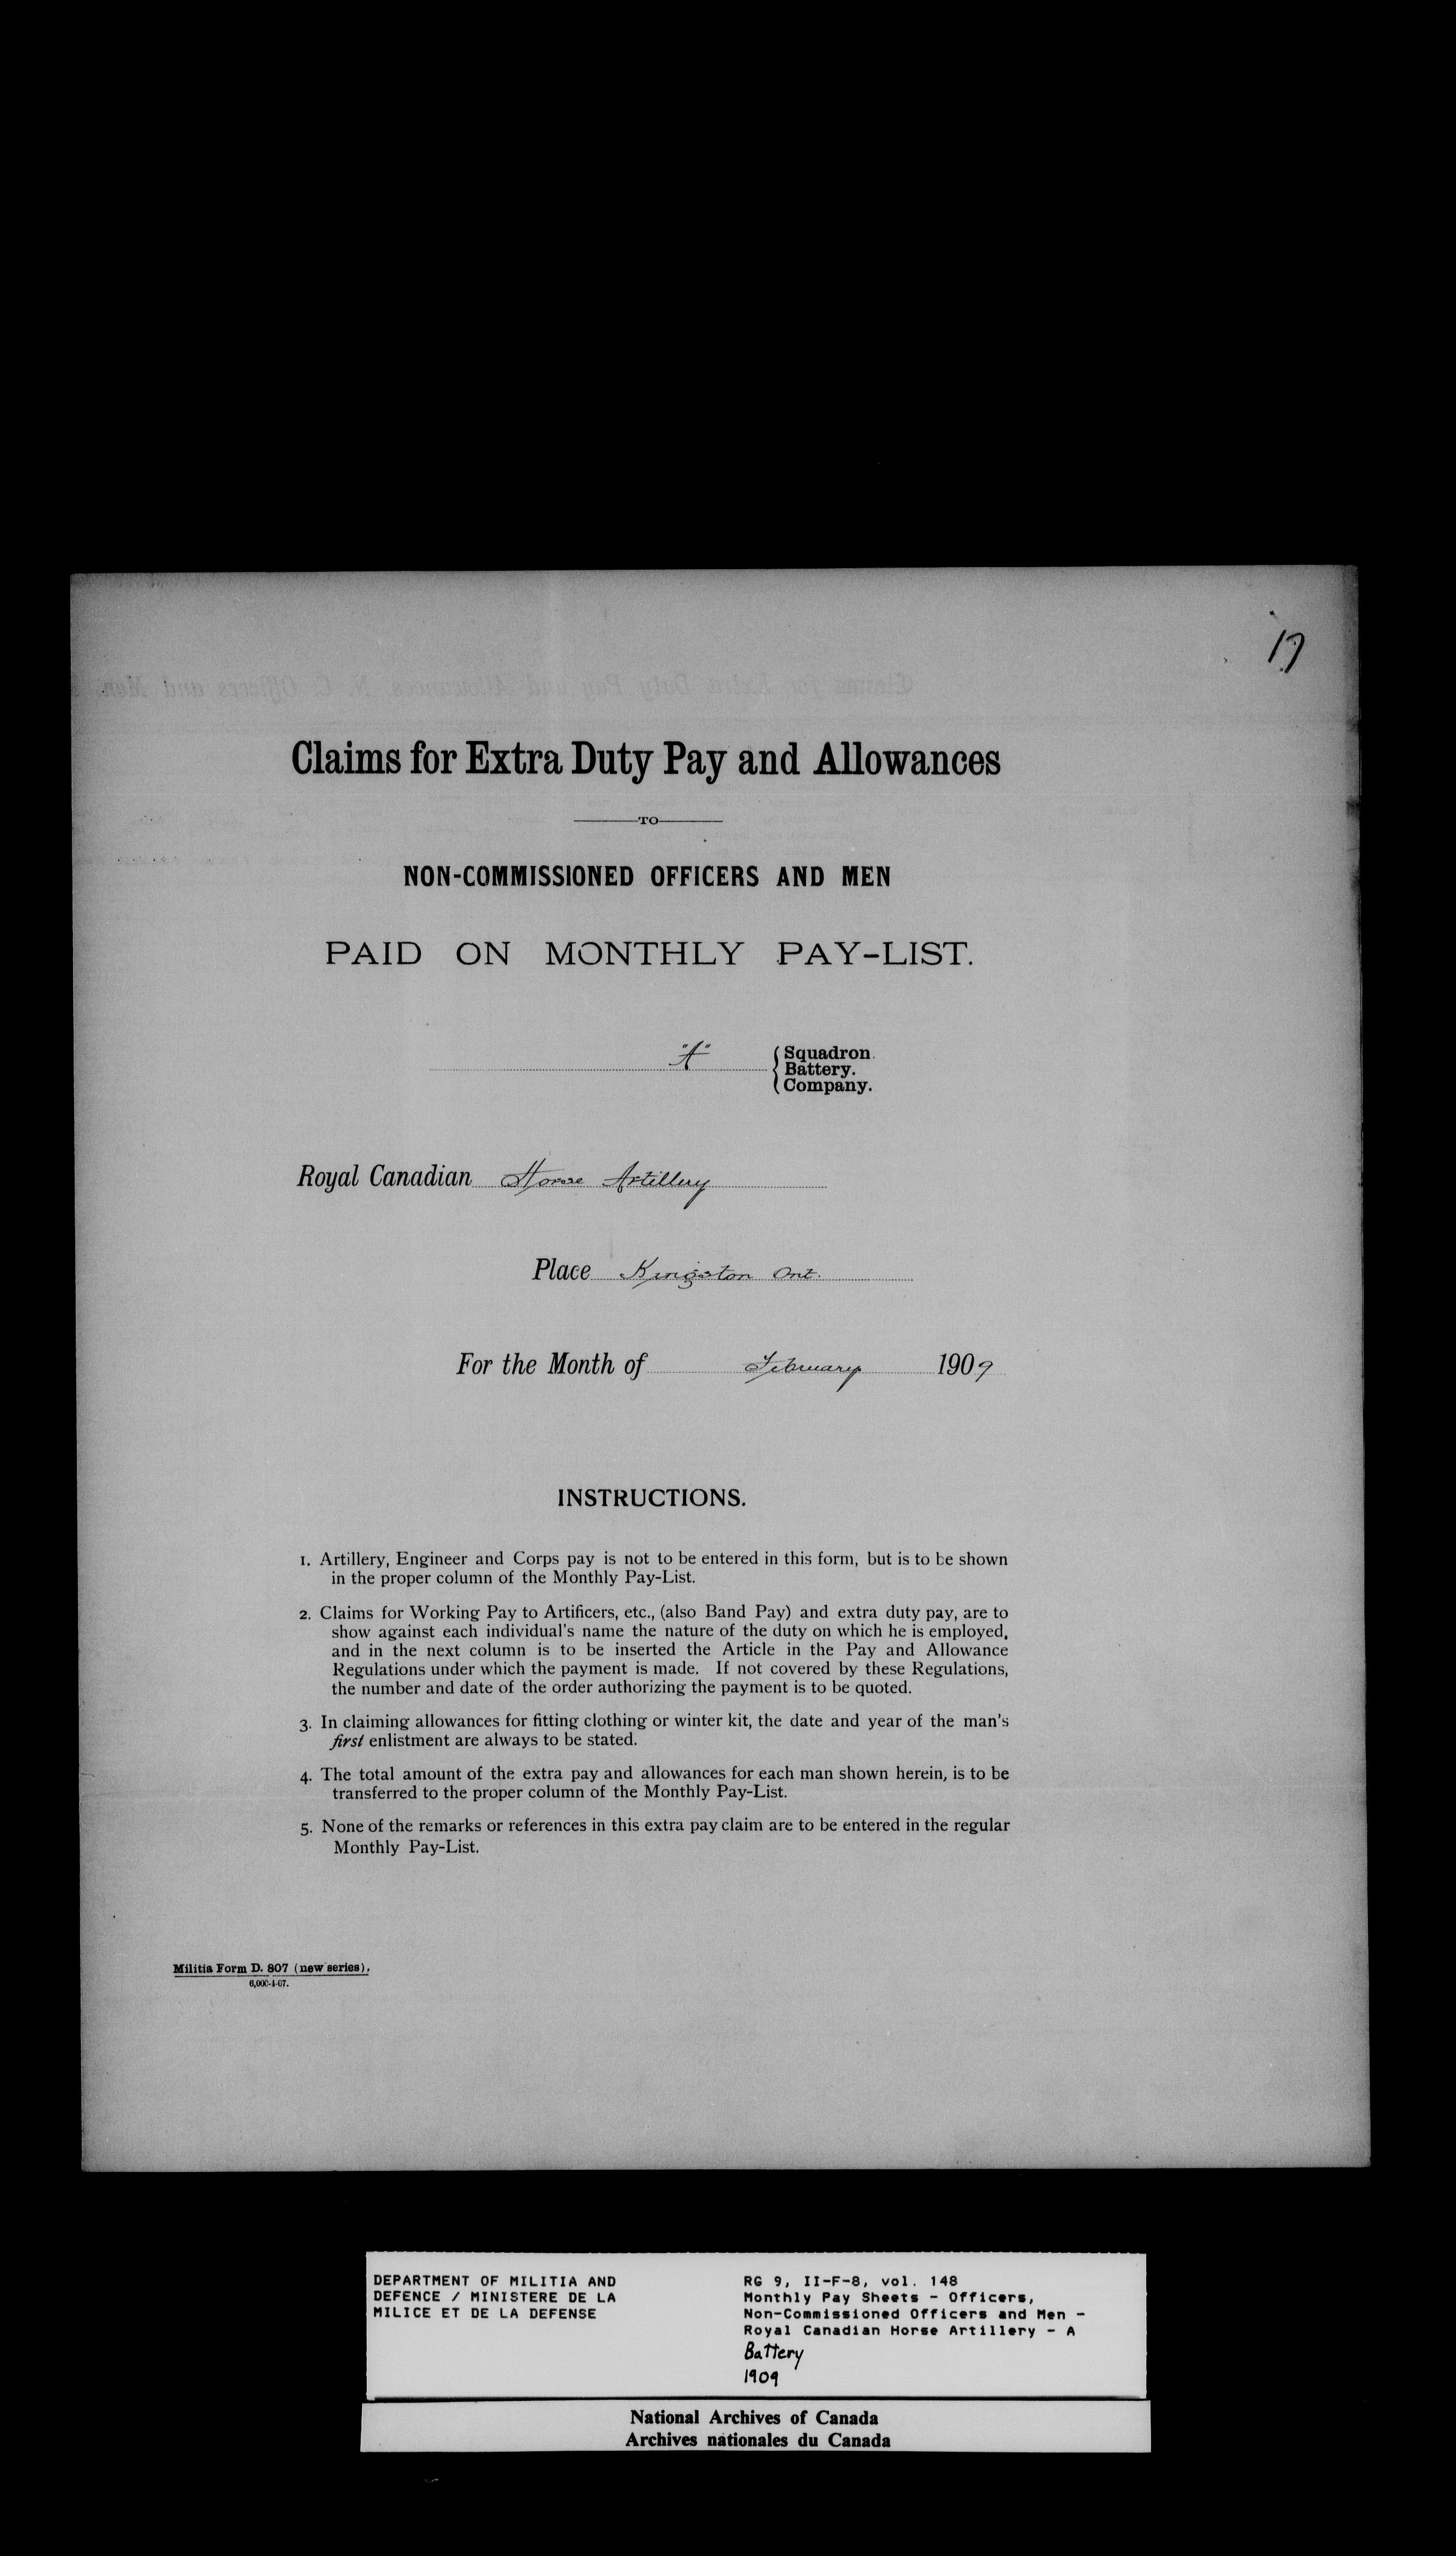 17
Claims for Extra Duty Pay and Allowances
TO
NON-COMMISSIONED OFFICERS AND MEN
PAID ON MONTHLY PAY-LIST.
"A" { Squadron.
Battery.
Company.
Royal Canadian Horse Artillery
Place Kingston Ont.
For the Month of February 1909
INSTRUCTIONS.
1. Artillery, Engineer and Corps pay is not to be entered in this form, but is to be shown
in the proper column of the Monthly Pay-List.
2. Claims for Working Pay to Artificers, etc., (also Band Pay) and extra duty pay, are to
show against each individual's name the nature of the duty on which he is employed,
and in the next column is to be inserted the Article in the Pay and Allowance
Regulations under which the payment is made. If not covered by these Regulations,
the number and date of the order authorizing the payment is to be quoted.
3. In claiming allowances for fitting clothing or winter kit, the date and year of the man's
first enlistment are always to be stated.
4. The total amount of the extra pay and allowances for each man shown herein, is to be
transferred to the proper column of the Monthly Pay-List.
5. None of the remarks or references in this extra pay claim are to be entered in the regular
Monthly Pay-List.
Militia Form D. 807 (new series).
6,000-4-07.
DEPARTMENT OF MILITIA AND
DEFENCE / MINISTERE DE LA
MILICE ET DE LA DEFENSE
RG 9, II-F-8, vol. 148
Monthly Pay Sheets - Officers,
Non-Commissioned Officers and Men -
Royal Canadian Horse Artillery - A
Battery
1909
National Archives of Canada
Archives nationales du Canada